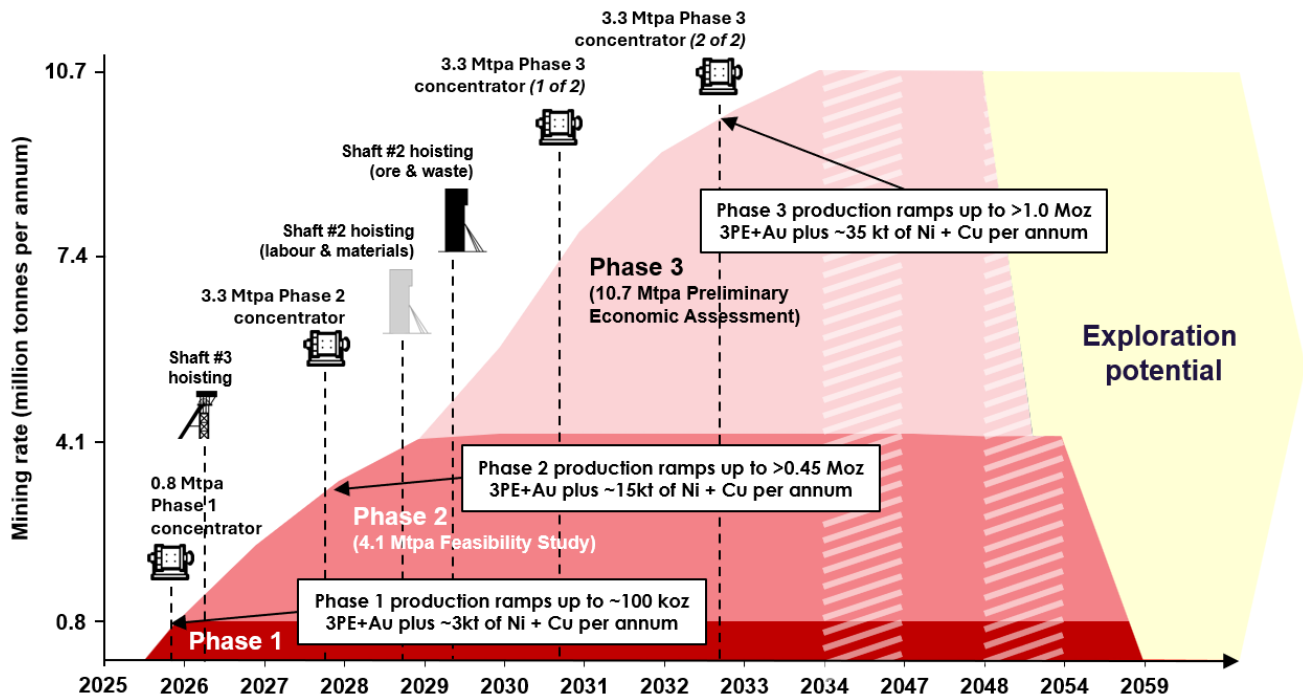 3.3 Mtpa Phase 3
concentrator (2 of 2)
3.3 Mtpa Phase 3
concentrator (1 of 2)
Shaft #2 hoisting
(ore & waste)
Shaft #2 hoisting
(labour & materials)
3.3 Mtpa Phase 2
concentrator
Shaft #3
hoisting
0.8 Mtpa
Phase 1
concentrator
Mining rate (million tonnes per annum)
10.7
7.4
4.1
0.8
Phase 3 production ramps up to >1.0 Moz
3PE+Au plus ~35 kt of Ni + Cu per annum
Phase 3
(10.7 Mtpa Preliminary
Economic Assessment)
Exploration
potential
Phase 2 production ramps up to >0.45 Moz
3PE+Au plus ~15kt of Ni + Cu per annum
Phase 2
(4.1 Mtpa Feasibility Study)
Phase 1 production ramps up to ~100 koz
3PE+Au plus ~3kt of Ni + Cu per annum
Phase 1
2025 2026 2027 2028 2029 2030 2031 2032 2033 2034 2047 2048 2054 2059